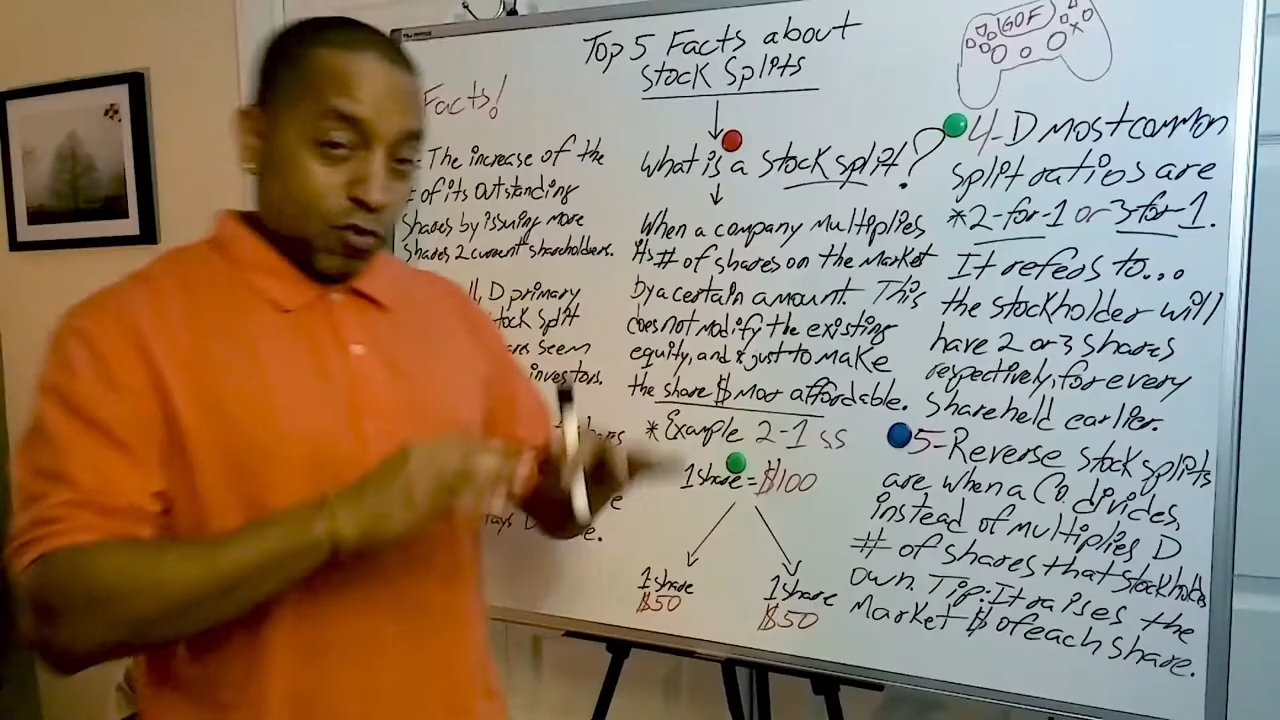 Top 5 Facts about
Stock Splits
Facts!
- The increase of the
# of its outstanding
shares by issuing more
shares 2 current shareholders.
D primary
Stock split
seem
investors.
What is a stock split?
When a company multiplies
its # of shares on the market
by a certain amount. This
does not modify the existing
equity, and is just to make
the share $ mor affordable.
* Example 2-1 ss
1 share = $100
1 share
$50
1 share
$50
GOF
X
4-D most common
split ratios are
*2-for-1 or 3-for-1.
It refers to...
the stockholder will
have 2 or 3 shares
respectively, for every
share held earlier.
5-Reverse stock splits
are when a Co. divides,
instead of multiplies D
# of shares that stockholds
own. Tip: It raises the
market $ of each share.